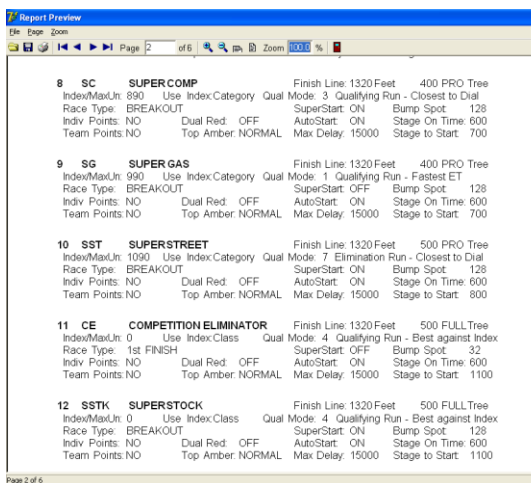 Report Preview
File Page Zoom
Page 2 of 6 Zoom 100.0 %
8 SC SUPER COMP Finish Line: 1320 Feet 400 PRO Tree
Index/MaxUn: 890 Use Index:Category Qual Mode: 3 Qualifying Run - Closest to Dial
Race Type: BREAKOUT SuperStart: ON Bump Spot 128
Indiv Points: NO Dual Red: OFF AutoStart: ON Stage On Time: 600
Team Points: NO Top Amber: NORMAL Max Delay: 15000 Stage to Start 700
9 SG SUPER GAS Finish Line: 1320 Feet 400 PRO Tree
Index/MaxUn: 990 Use Index:Category Qual Mode: 1 Qualifying Run - Fastest ET
Race Type: BREAKOUT SuperStart: OFF Bump Spot 128
Indiv Points: NO Dual Red: OFF AutoStart: ON Stage On Time: 600
Team Points: NO Top Amber: NORMAL Max Delay: 15000 Stage to Start 700
10 SST SUPER STREET Finish Line: 1320 Feet 500 PRO Tree
Index/MaxUn: 1090 Use Index:Category Qual Mode: 7 Elimination Run - Closest to Dial
Race Type: BREAKOUT SuperStart: ON Bump Spot 128
Indiv Points: NO Dual Red: OFF AutoStart: ON Stage On Time: 600
Team Points: NO Top Amber: NORMAL Max Delay: 15000 Stage to Start 800
11 CE COMPETITION ELIMINATOR Finish Line: 1320 Feet 500 FULL Tree
Index/MaxUn: 0 Use Index:Class Qual Mode: 4 Qualifying Run - Best against Index
Race Type: 1st FINISH SuperStart: OFF Bump Spot 32
Indiv Points: NO Dual Red: OFF AutoStart: ON Stage On Time: 600
Team Points: NO Top Amber: NORMAL Max Delay: 15000 Stage to Start 1100
12 SSTK SUPER STOCK Finish Line: 1320 Feet 500 FULL Tree
Index/MaxUn: 0 Use Index:Class Qual Mode: 4 Qualifying Run - Best against Index
Race Type: BREAKOUT SuperStart: ON Bump Spot 128
Indiv Points: NO Dual Red: OFF AutoStart: ON Stage On Time: 600
Team Points: NO Top Amber: NORMAL Max Delay: 15000 Stage to Start 1100
Page 2 of 6